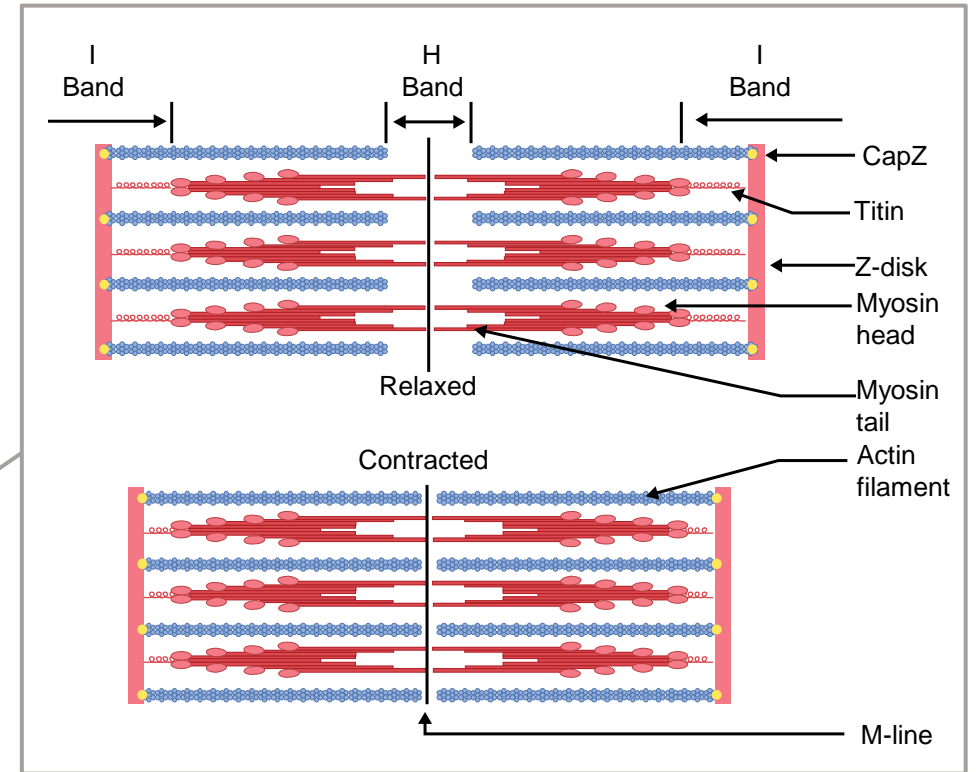 I
Band
H
Band
I
Band
CapZ
Titin
Z-disk
Myosin
head
Relaxed
Myosin
tail
Contracted
Actin
filament
M-line